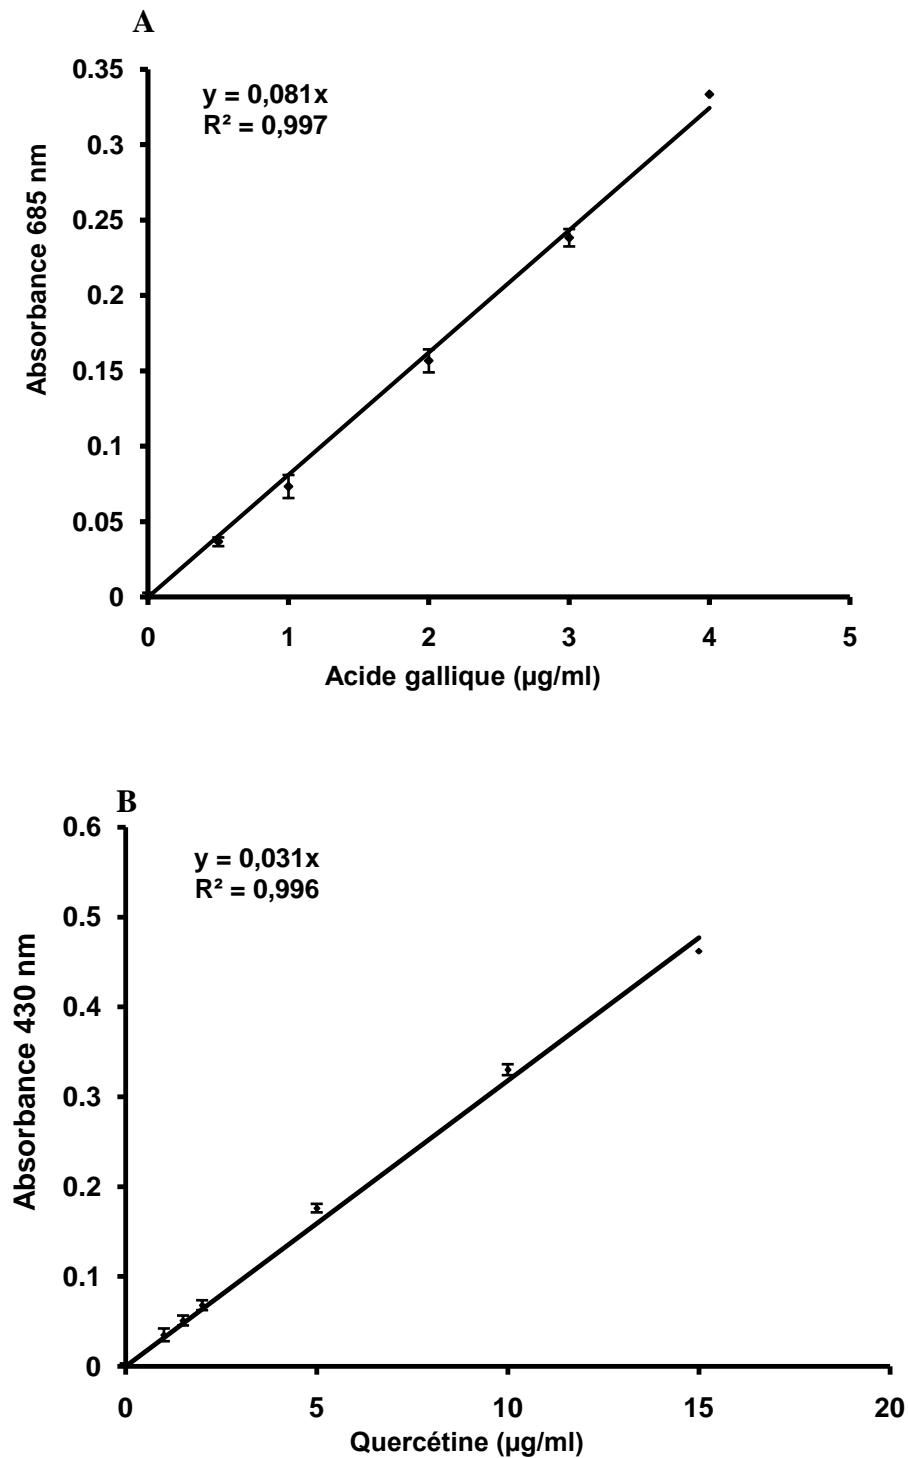 A
y = 0,081x
R² = 0,997
Absorbance 685 nm
0.35
0.3
0.25
0.2
0.15
0.1
0.05
0
0 1 2 3 4 5
Acide gallique (µg/ml)
B
y = 0,031x
R² = 0,996
Absorbance 430 nm
0.6
0.5
0.4
0.3
0.2
0.1
0
0 5 10 15 20
Quercétine (µg/ml)